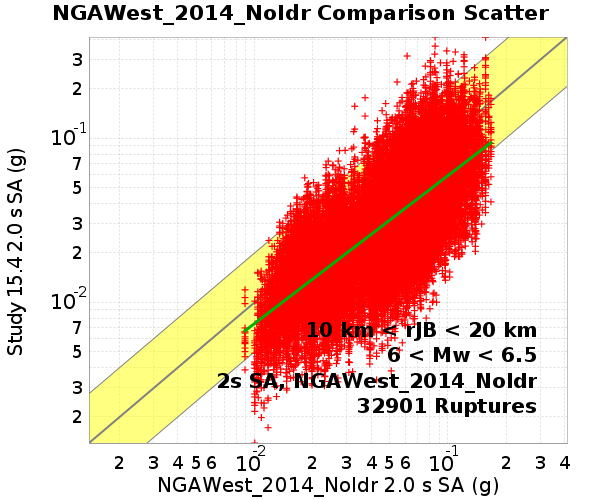 NGAWest_2014_NoIdr Comparison Scatter
Study 15.4 2.0 s SA (g)
3
2
10-1
7
5
3
2
10-2
7
5
3
2
10 km < rJB < 20 km
6 < Mw < 6.5
2s SA, NGAWest_2014_NoIdr
32901 Ruptures
2 3 4 5 6 10-2 2 3 4 5 6 10-1 2 3 4
NGAWest_2014_NoIdr 2.0 s SA (g)